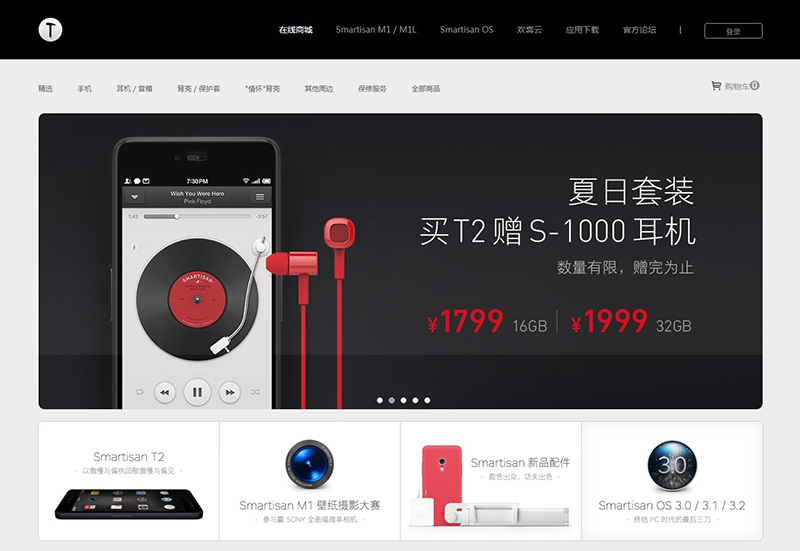 T
在线商城
Smartisan M1 / M1L
Smartisan OS
欢喜云
应用下载
官方论坛
登录
精选
手机
耳机 / 音箱
背壳 / 保护套
"情怀"背壳
其他周边
保修服务
全部商品
购物车 0
7:30PM
Wish You Were Here
Pink Floyd
1:43
-3:57
SMARTISAN
夏日套装
买T2 赠 S-1000 耳机
数量有限，赠完为止
¥1799 16GB | ¥1999 32GB
Smartisan T2
· 以傲慢与偏执回敬傲慢与偏见 ·
Smartisan M1 壁纸摄影大赛
· 参与赢 SONY 全画幅微单相机 ·
Smartisan 新品配件
· 颜色出众，功夫出色 ·
3.0
Smartisan OS 3.0 / 3.1 / 3.2
· 终结 PC 时代的最后三刀 ·